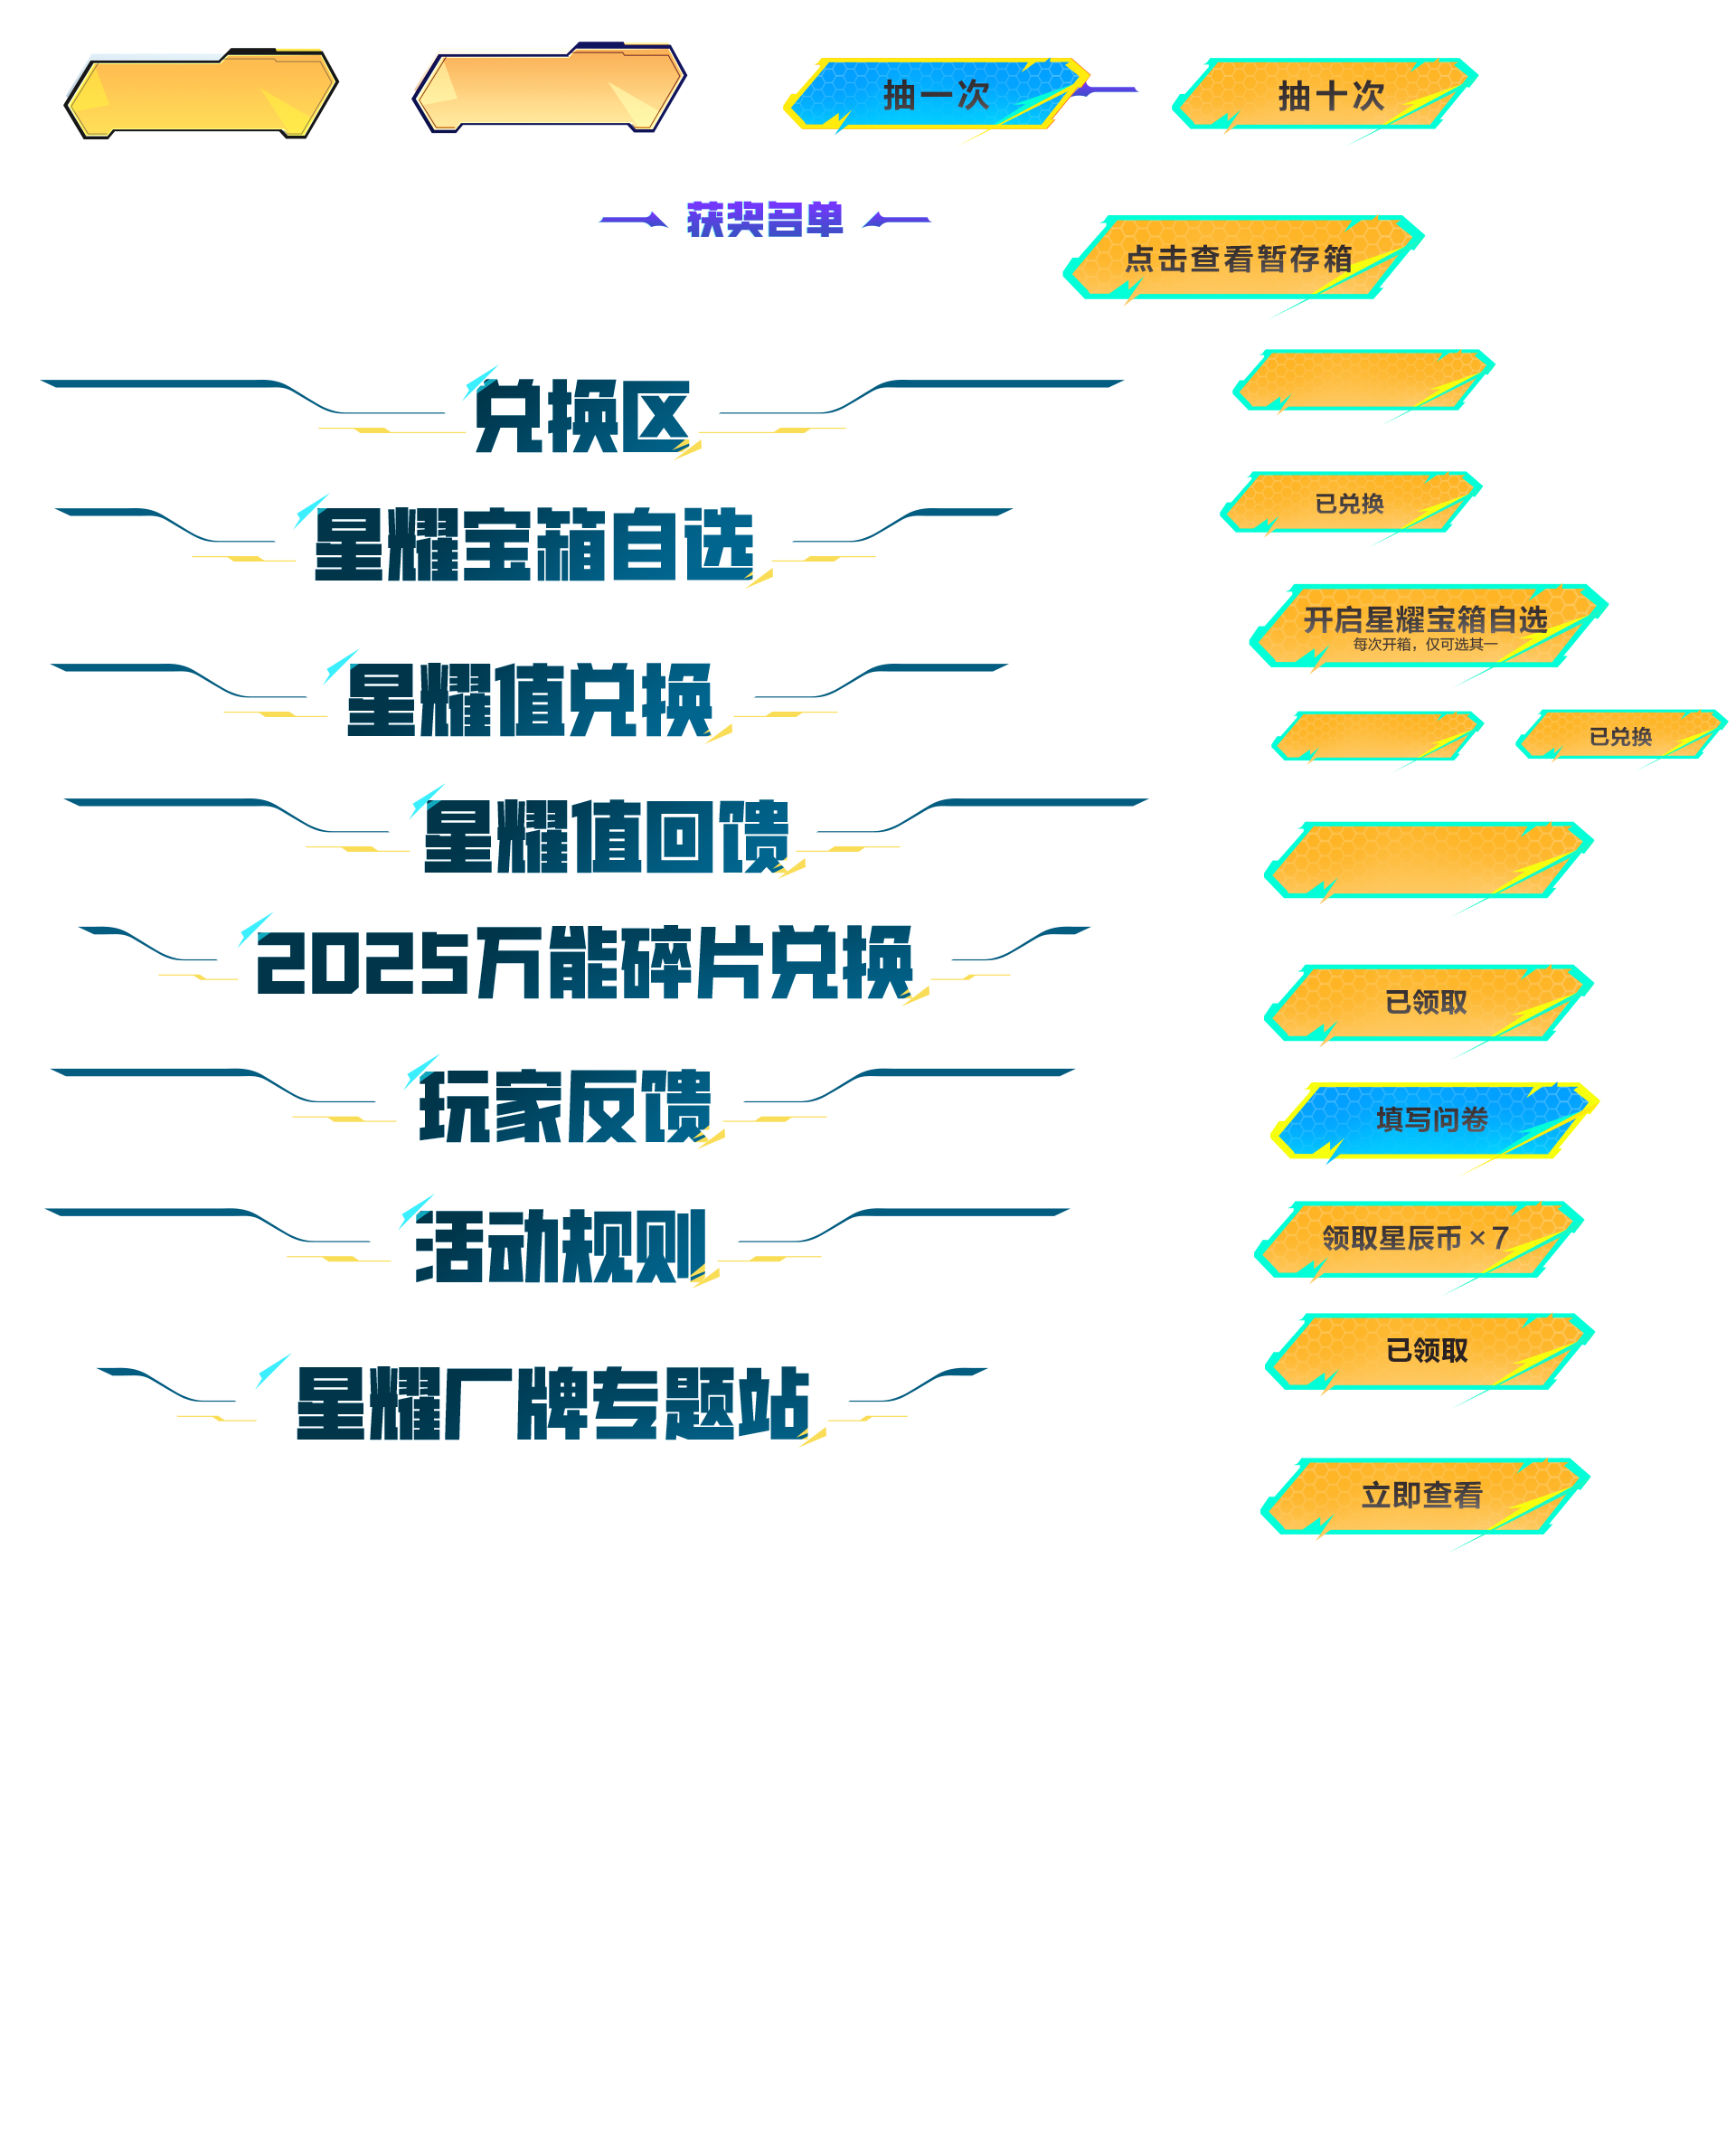 抽一次
抽十次
获奖名单
点击查看暂存箱
兑换区
已兑换
星耀宝箱自选
开启星耀宝箱自选
每次开箱，仅可选其一
星耀值兑换
已兑换
星耀值回馈
2025万能碎片兑换
已领取
玩家反馈
填写问卷
活动规则
领取星辰币×7
已领取
星耀厂牌专题站
立即查看